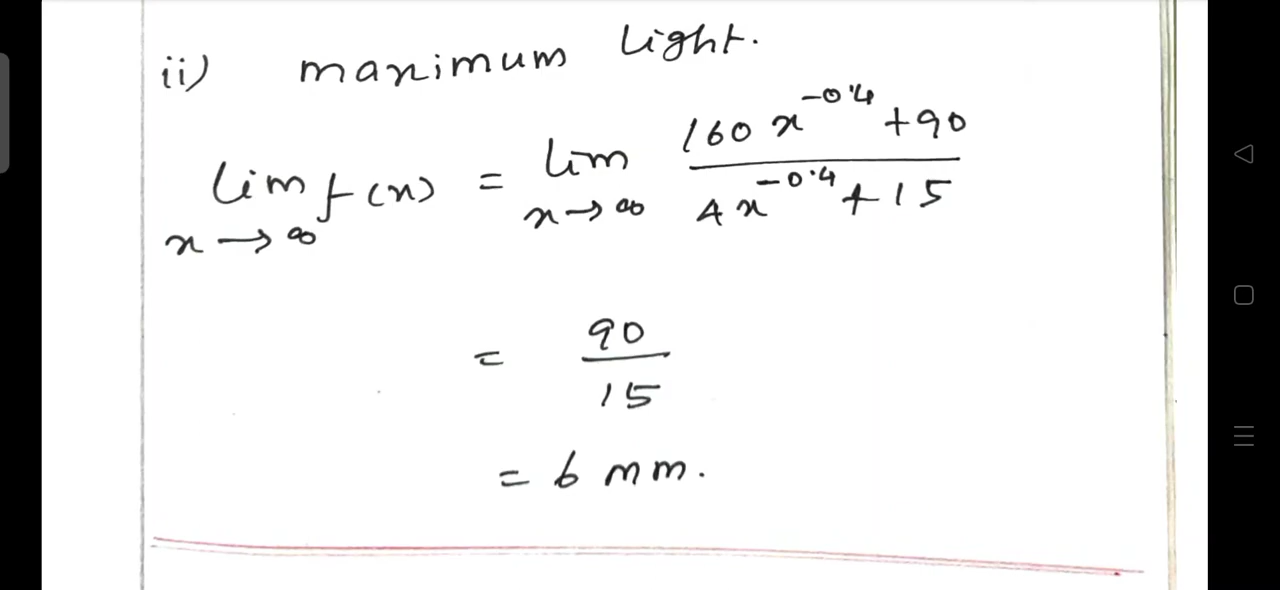 ii) maximum light.
lim f(x) = lim 160 x^-0.4 + 90 / 4x^-0.4 + 15
x → ∞ x → ∞
= 90 / 15
= 6 mm.